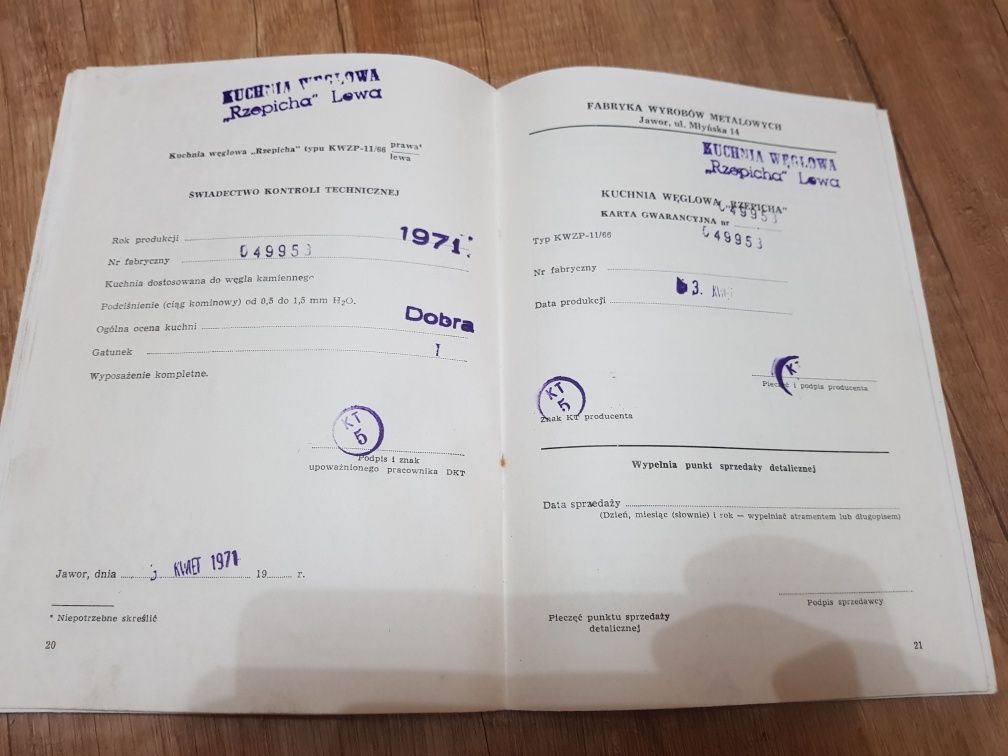 KUCHNIA WĘGLOWA
„Rzepicha” Lewa
Kuchnia węglowa „Rzepicha” typu KWZP-11/66 prawa*
lewa
ŚWIADECTWO KONTROLI TECHNICZNEJ
Rok produkcji 1971
Nr fabryczny 049953
Kuchnia dostosowana do węgla kamiennego
Podciśnienie (ciąg kominowy) od 0,5 do 1,5 mm H₂O.
Ogólna ocena kuchni Dobra
Gatunek I
Wyposażenie kompletne.
KT
5
Podpis i znak
upoważnionego pracownika DKT
Jawor, dnia 3 KWIET 1971 19 r.
* Niepotrzebne skreślić
20
FABRYKA WYROBÓW METALOWYCH
Jawor, ul. Młyńska 14
KUCHNIA WĘGLOWA
„Rzepicha” Lewa
KUCHNIA WĘGLOWA „RZEPICHA”
049953
KARTA GWARANCYJNA nr
Typ KWZP-11/66 049953
Nr fabryczny
Data produkcji 3. KWI
KT
Pieczęć i podpis producenta
KT
5
Znak KT producenta
Wypełnia punkt sprzedaży detalicznej
Data sprzedaży
(Dzień, miesiąc (słownie) i rok — wypełniać atramentem lub długopisem)
Podpis sprzedawcy
Pieczęć punktu sprzedaży
detalicznej
21